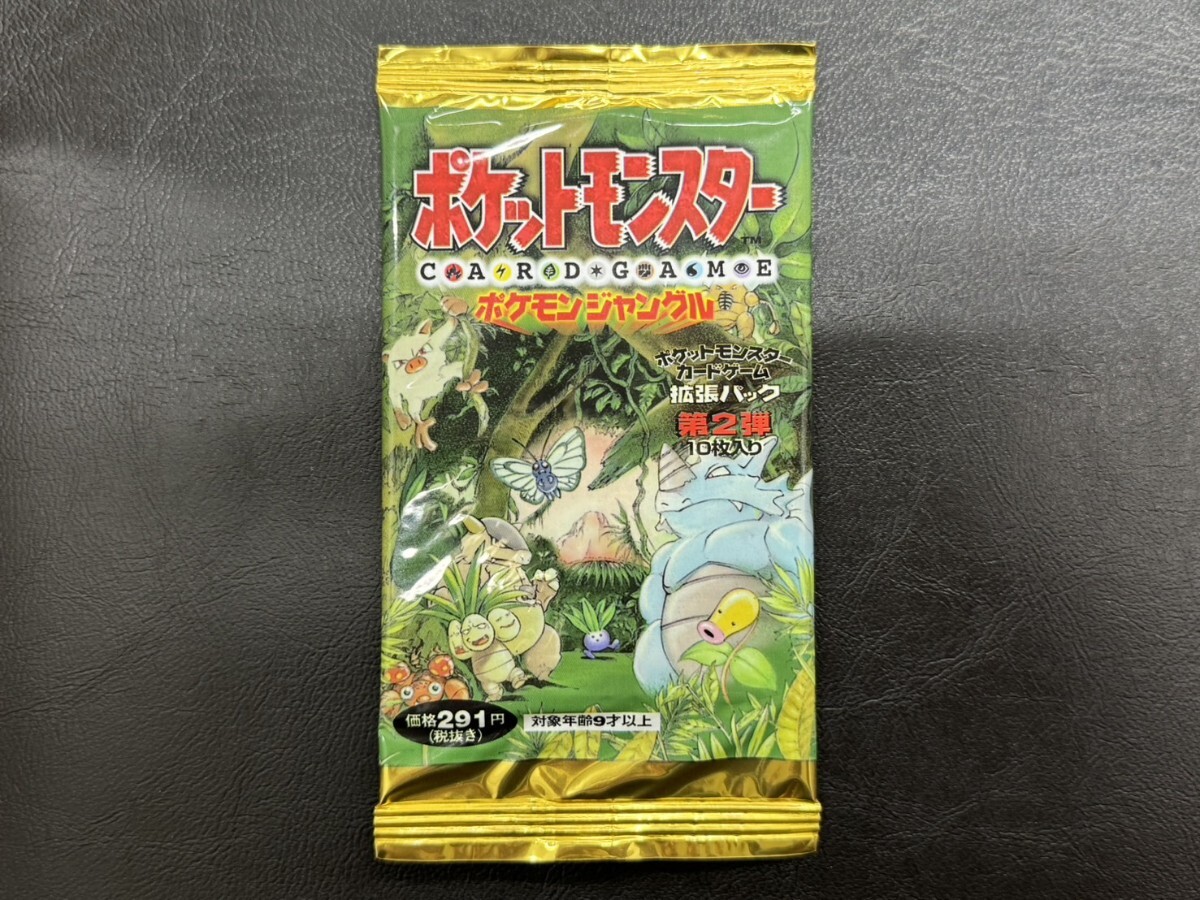 ポケットモンスター
TM
CARDGAME
ポケモンジャングル
ポケットモンスター
カードゲーム
拡張パック
第2弾
10枚入り
価格291円
(税抜き)
対象年齢9才以上